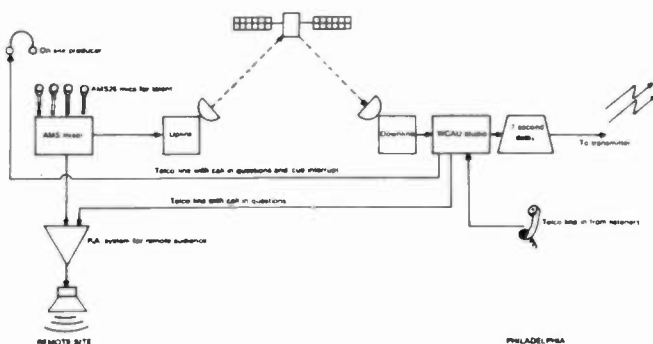 On site producer
AMS26 mics for talent
AMS mixer
Uplink
Downlink
WCAU studio
7 second
delay
To transmitter
Telco line with call in questions and cue interrupt
Telco line with call in questions
Telco line in from listeners
P.A. system for remote audience
REMOTE SITE
PHILADELPHIA